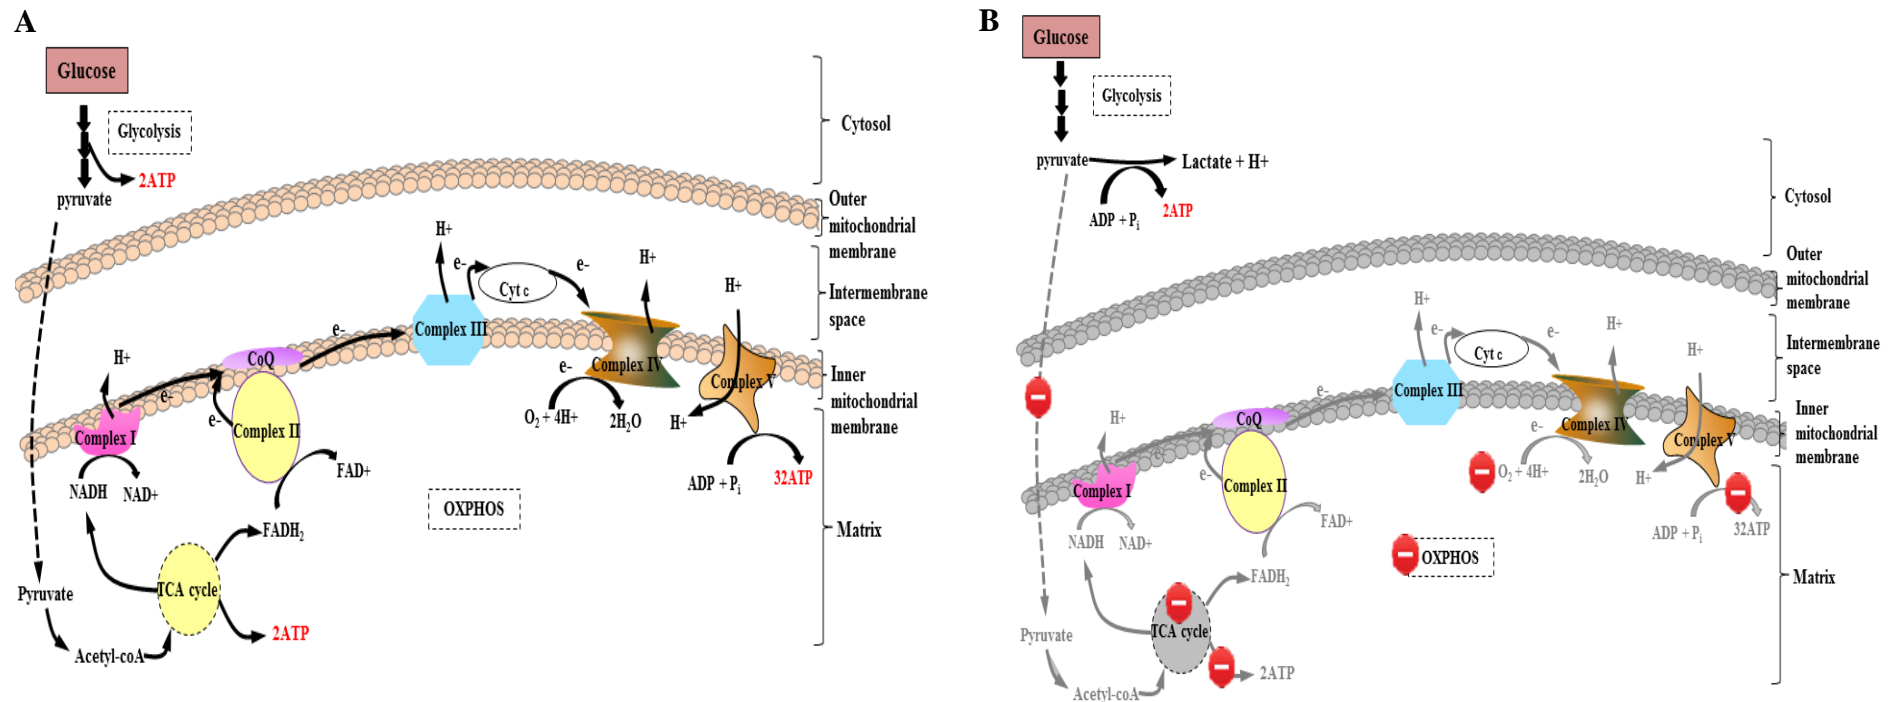 A
Glucose
Glycolysis
2ATP
pyruvate
Cytosol
Outer
mitochondrial
membrane
H+
e-
Cyt c
e-
H+
H+
Intermembrane
space
Complex III
e-
CoQ
H+
e-
Complex I
e-
Complex II
Complex IV
e-
O₂ + 4H+
2H₂O
Complex V
H+
Inner
mitochondrial
membrane
NADH
NAD+
FAD+
ADP + Pᵢ
32ATP
OXPHOS
FADH₂
Matrix
Pyruvate
TCA cycle
2ATP
Acetyl-coA
B
Glucose
Glycolysis
pyruvate
Lactate + H+
ADP + Pᵢ
2ATP
Cytosol
Outer
mitochondrial
membrane
H+
e-
Cyt c
e-
H+
H+
Intermembrane
space
Complex III
e-
CoQ
H+
e-
Complex I
e-
Complex II
Complex IV
e-
O₂ + 4H+
2H₂O
Complex V
H+
Inner
mitochondrial
membrane
NADH
NAD+
FAD+
ADP + Pᵢ
32ATP
OXPHOS
FADH₂
Matrix
Pyruvate
TCA cycle
2ATP
Acetyl-coA